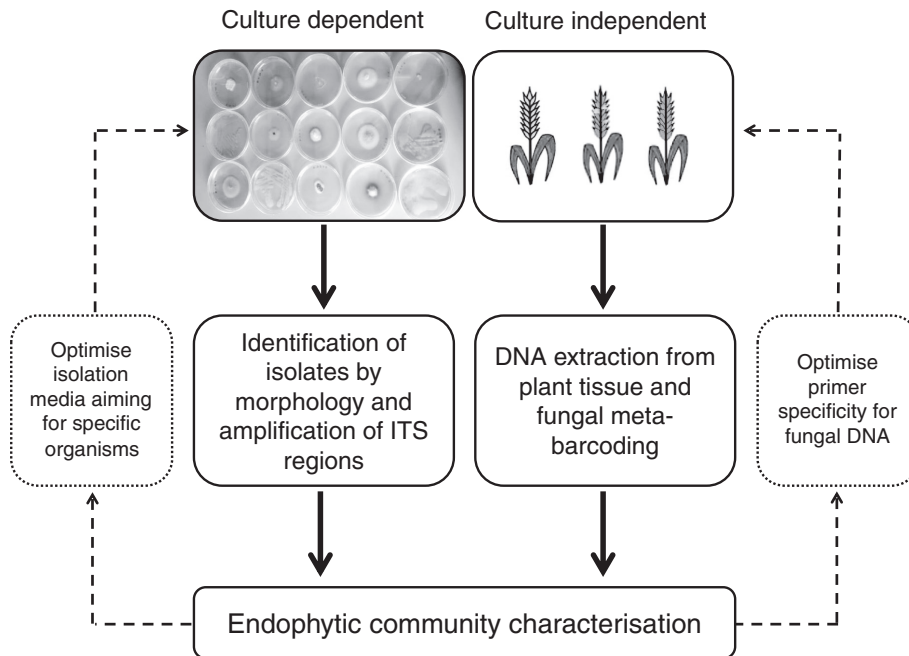 Culture dependent
Culture independent
Optimise
isolation
media aiming
for specific
organisms
Identification of
isolates by
morphology and
amplification of ITS
regions
DNA extraction from
plant tissue and
fungal meta-
barcoding
Optimise
primer
specificity for
fungal DNA
Endophytic community characterisation